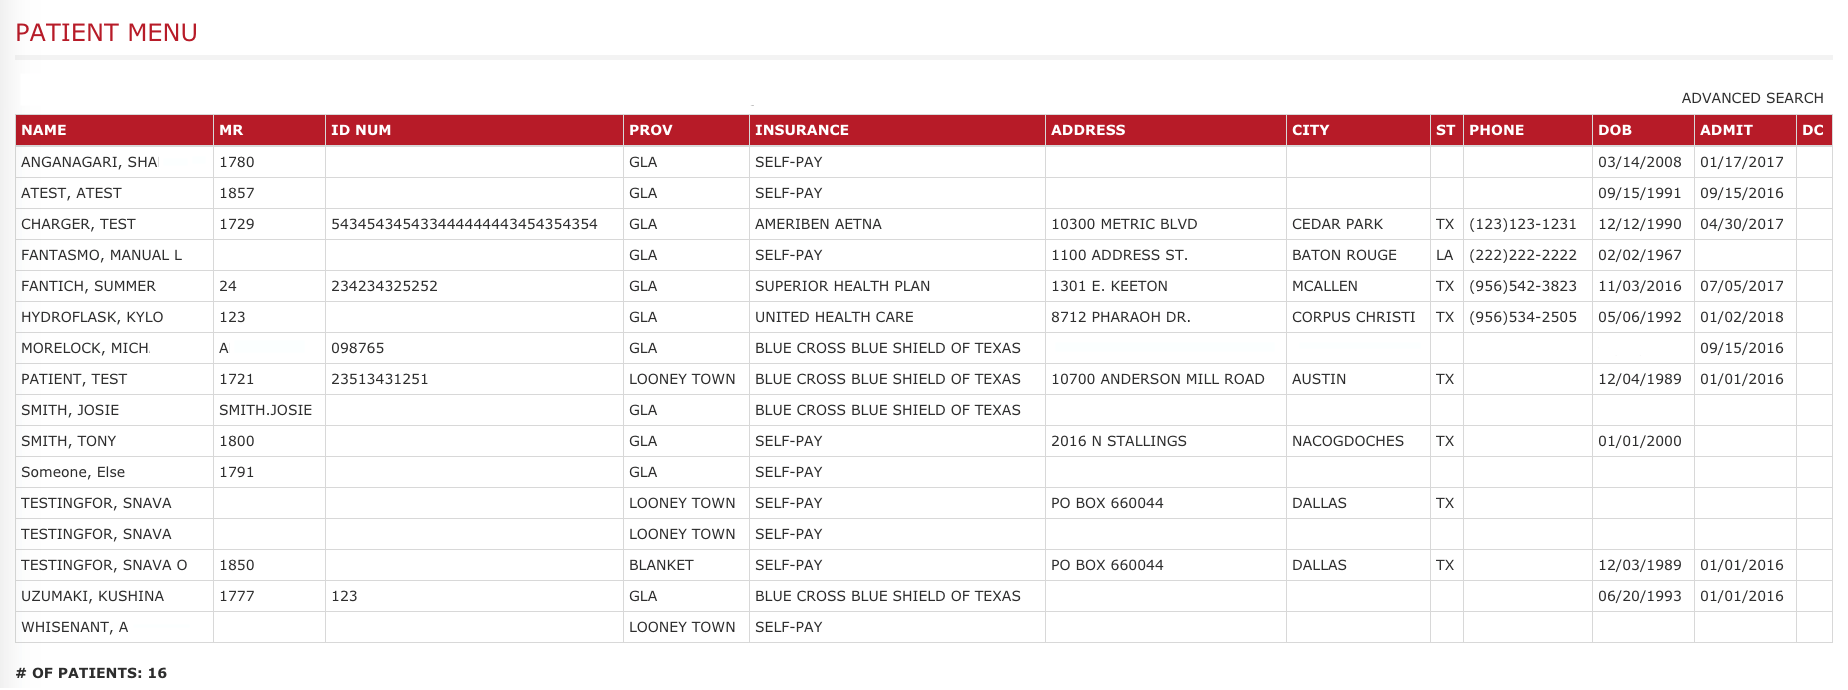 PATIENT MENU
ADVANCED SEARCH
NAME MR ID NUM PROV INSURANCE ADDRESS CITY ST PHONE DOB ADMIT DC
ANGANAGARI, SHA 1780 GLA SELF-PAY 03/14/2008 01/17/2017
ATEST, ATEST 1857 GLA SELF-PAY 09/15/1991 09/15/2016
CHARGER, TEST 1729 543454345433444444443454354354 GLA AMERIBEN AETNA 10300 METRIC BLVD CEDAR PARK TX (123)123-1231 12/12/1990 04/30/2017
FANTASMO, MANUAL L GLA SELF-PAY 1100 ADDRESS ST. BATON ROUGE LA (222)222-2222 02/02/1967
FANTICH, SUMMER 24 234234325252 GLA SUPERIOR HEALTH PLAN 1301 E. KEETON MCALLEN TX (956)542-3823 11/03/2016 07/05/2017
HYDROFLASK, KYLO 123 GLA UNITED HEALTH CARE 8712 PHARAOH DR. CORPUS CHRISTI TX (956)534-2505 05/06/1992 01/02/2018
MORELOCK, MICH A 098765 GLA BLUE CROSS BLUE SHIELD OF TEXAS 09/15/2016
PATIENT, TEST 1721 23513431251 LOONEY TOWN BLUE CROSS BLUE SHIELD OF TEXAS 10700 ANDERSON MILL ROAD AUSTIN TX 12/04/1989 01/01/2016
SMITH, JOSIE SMITH.JOSIE GLA BLUE CROSS BLUE SHIELD OF TEXAS
SMITH, TONY 1800 GLA SELF-PAY 2016 N STALLINGS NACOGDOCHES TX 01/01/2000
Someone, Else 1791 GLA SELF-PAY
TESTINGFOR, SNAVA LOONEY TOWN SELF-PAY PO BOX 660044 DALLAS TX
TESTINGFOR, SNAVA LOONEY TOWN SELF-PAY
TESTINGFOR, SNAVA O 1850 BLANKET SELF-PAY PO BOX 660044 DALLAS TX 12/03/1989 01/01/2016
UZUMAKI, KUSHINA 1777 123 GLA BLUE CROSS BLUE SHIELD OF TEXAS 06/20/1993 01/01/2016
WHISENANT, A LOONEY TOWN SELF-PAY
# OF PATIENTS: 16